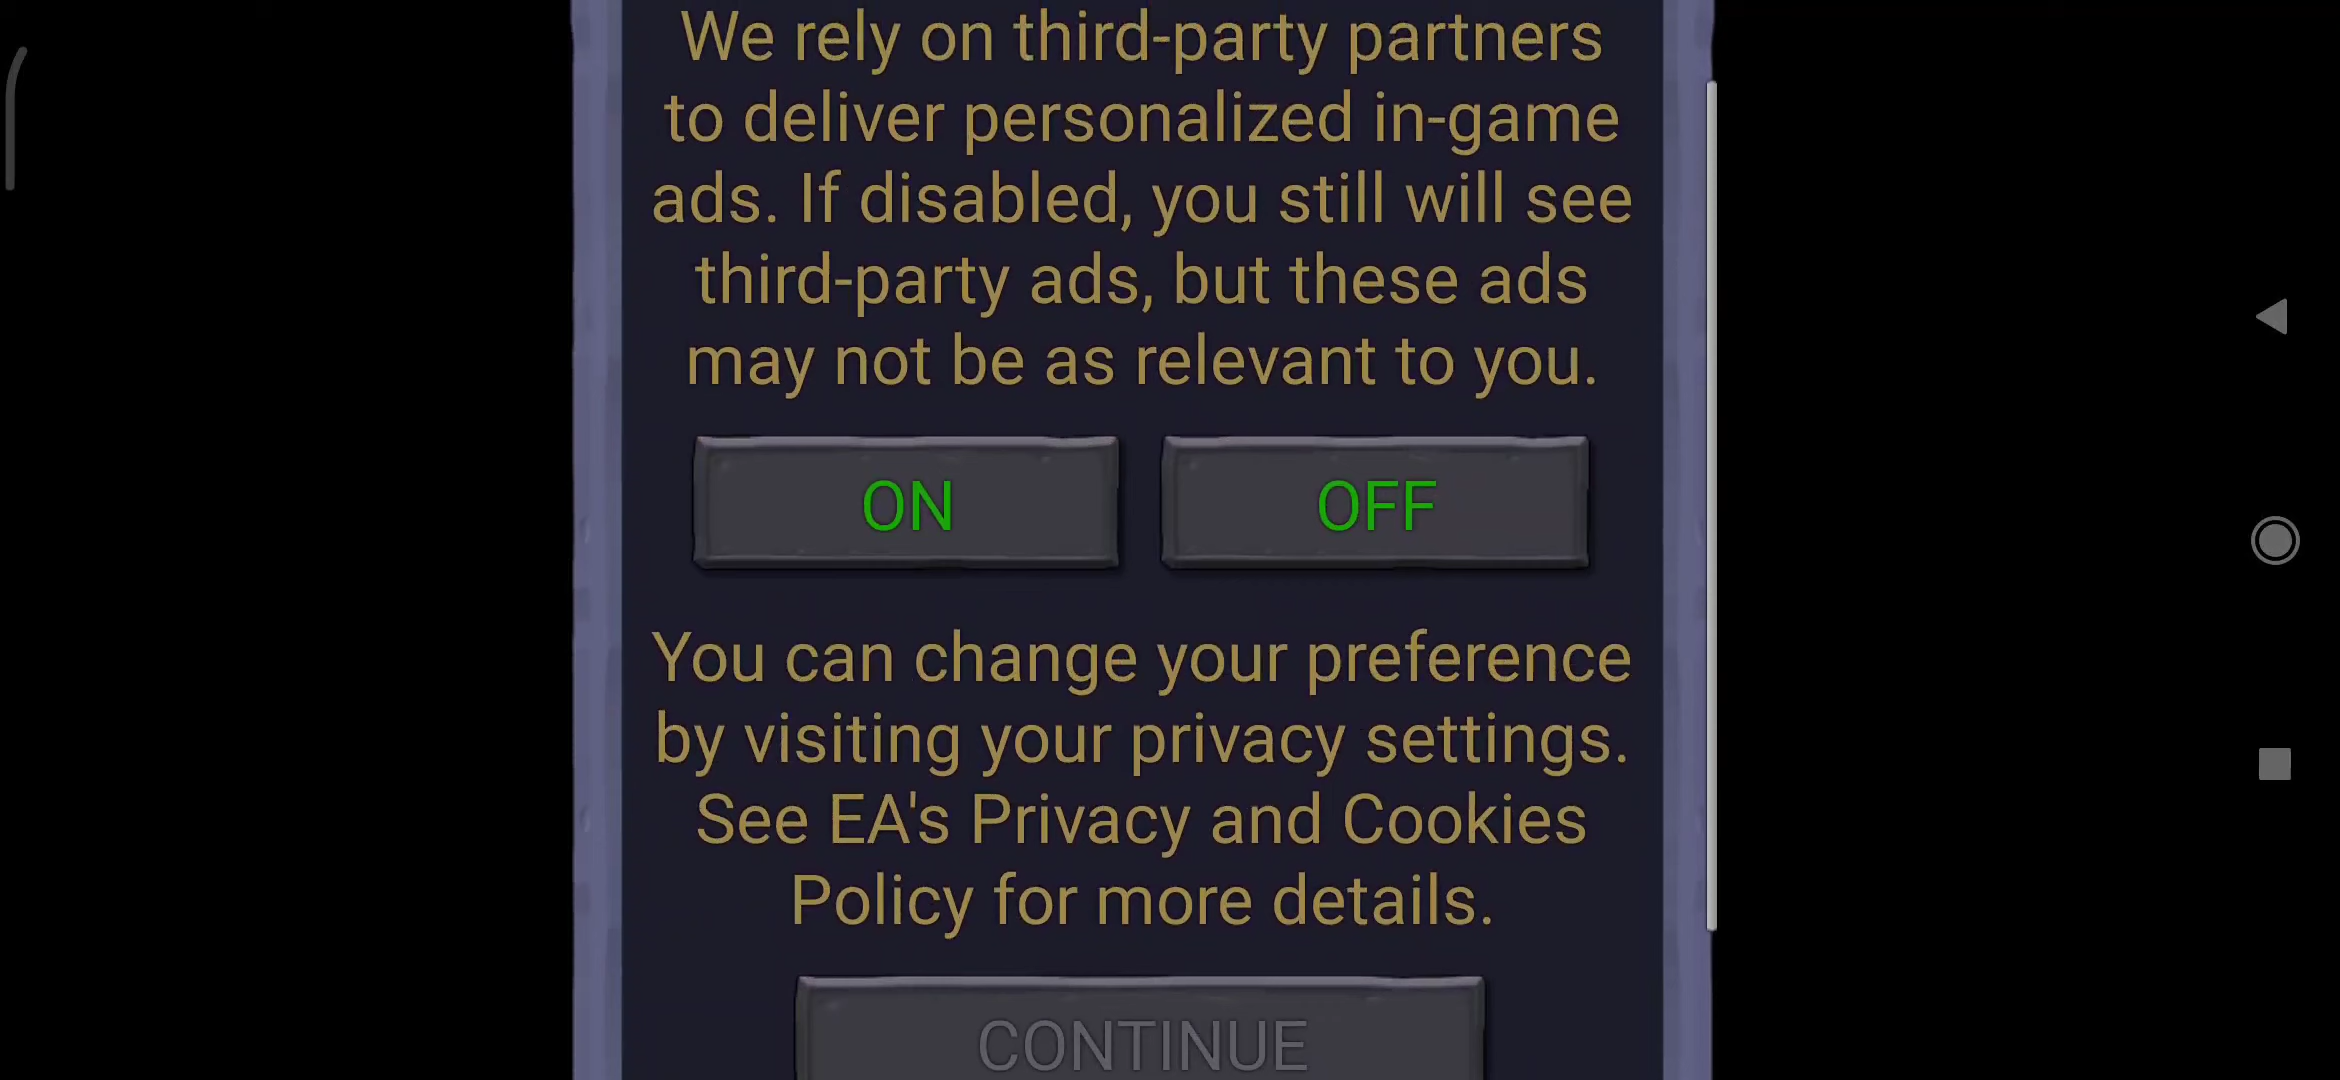 We rely on third-party partners
to deliver personalized in-game
ads. If disabled, you still will see
third-party ads, but these ads
may not be as relevant to you.
ON OFF
You can change your preference
by visiting your privacy settings.
See EA's Privacy and Cookies
Policy for more details.
CONTINUE